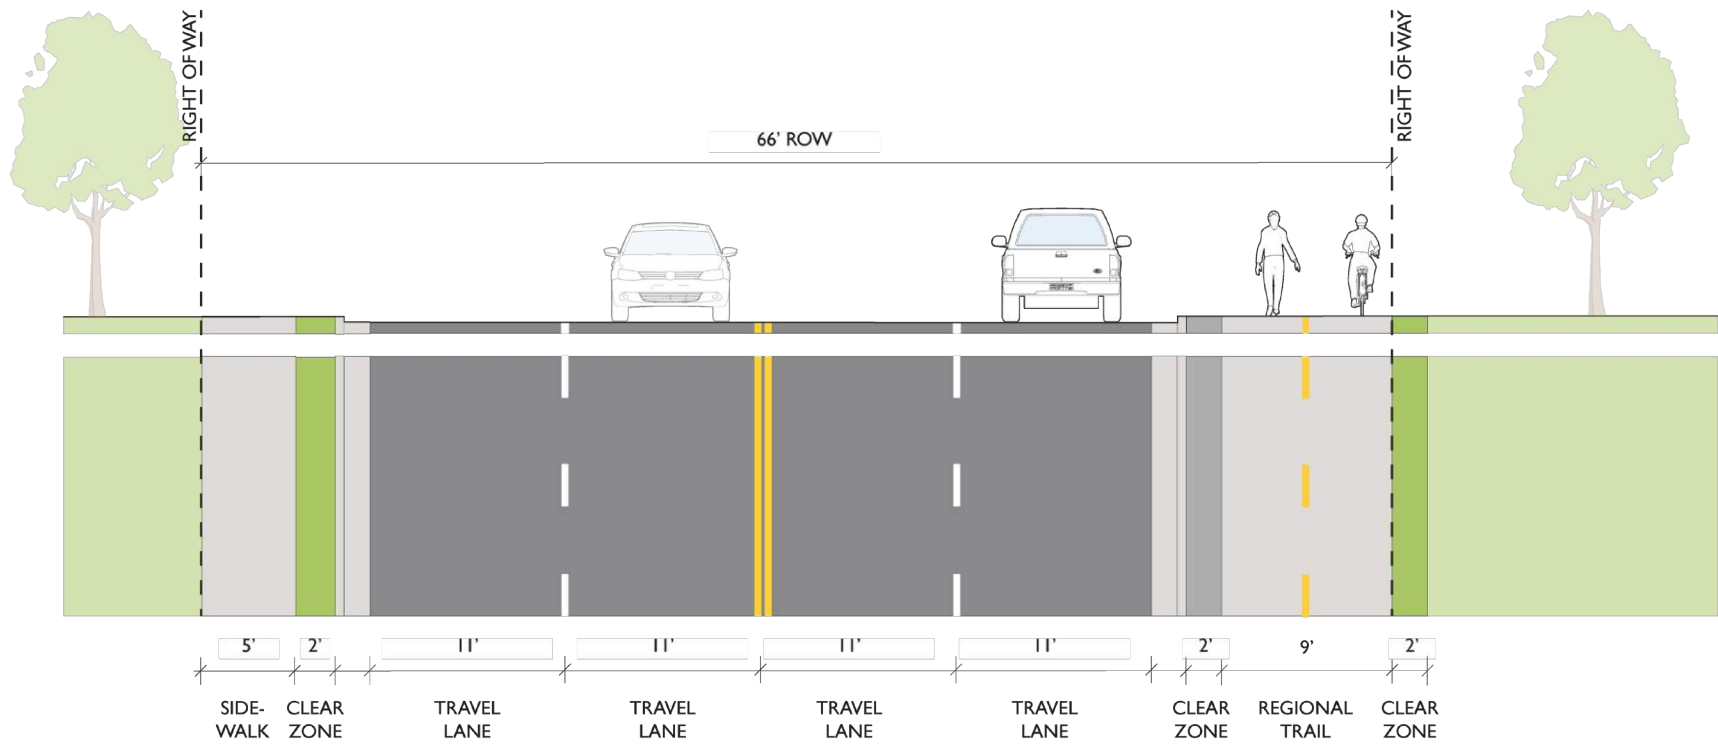 RIGHT OF WAY
RIGHT OF WAY
66' ROW
5'
2'
11'
11'
11'
11'
2'
9'
2'
SIDE-
WALK
CLEAR
ZONE
TRAVEL
LANE
TRAVEL
LANE
TRAVEL
LANE
TRAVEL
LANE
CLEAR
ZONE
REGIONAL
TRAIL
CLEAR
ZONE